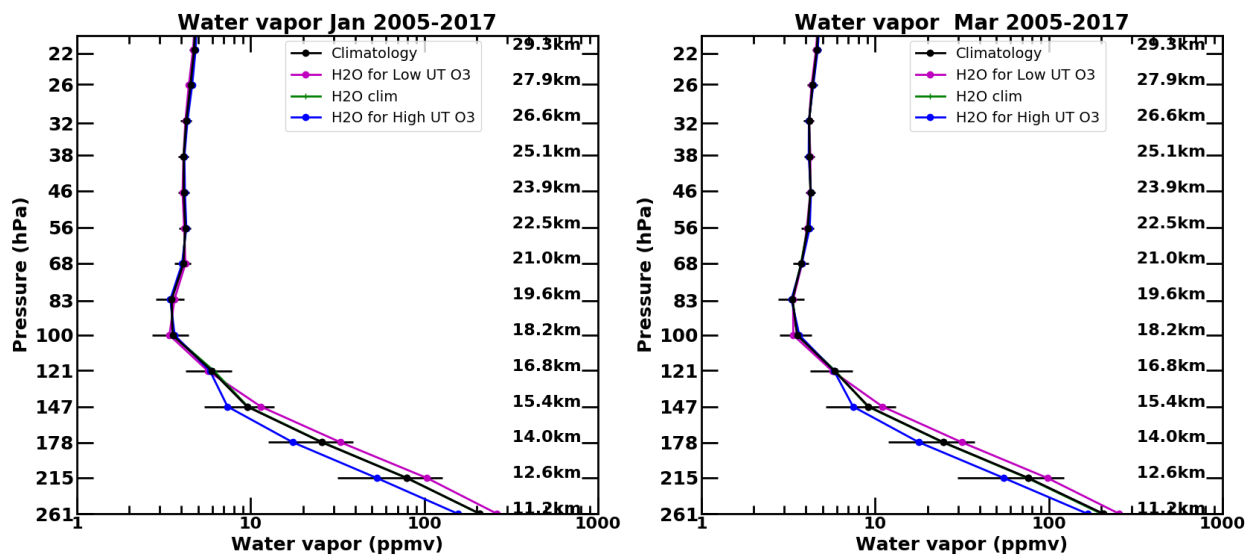 Water vapor Jan 2005-2017
22
26
32
38
46
56
68
83
100
121
147
178
215
261
Pressure (hPa)
Climatology
H2O for Low UT O3
H2O clim
H2O for High UT O3
29.3km
27.9km
26.6km
25.1km
23.9km
22.5km
21.0km
19.6km
18.2km
16.8km
15.4km
14.0km
12.6km
11.2km
1 10 100 1000
Water vapor (ppmv)
Water vapor Mar 2005-2017
22
26
32
38
46
56
68
83
100
121
147
178
215
261
Pressure (hPa)
Climatology
H2O for Low UT O3
H2O clim
H2O for High UT O3
29.3km
27.9km
26.6km
25.1km
23.9km
22.5km
21.0km
19.6km
18.2km
16.8km
15.4km
14.0km
12.6km
11.2km
1 10 100 1000
Water vapor (ppmv)